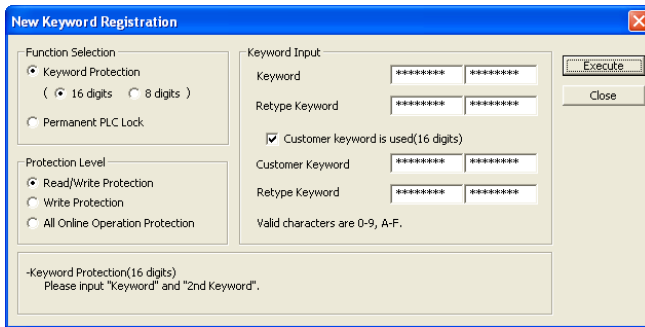 New Keyword Registration
Function Selection
Keyword Protection
( 16 digits 8 digits )
Permanent PLC Lock
Protection Level
Read/Write Protection
Write Protection
All Online Operation Protection
Keyword Input
Keyword ******** ********
Retype Keyword ******** ********
Customer keyword is used(16 digits)
Customer Keyword ******** ********
Retype Keyword ******** ********
Valid characters are 0-9, A-F.
Execute
Close
-Keyword Protection(16 digits)
Please input "Keyword" and "2nd Keyword".